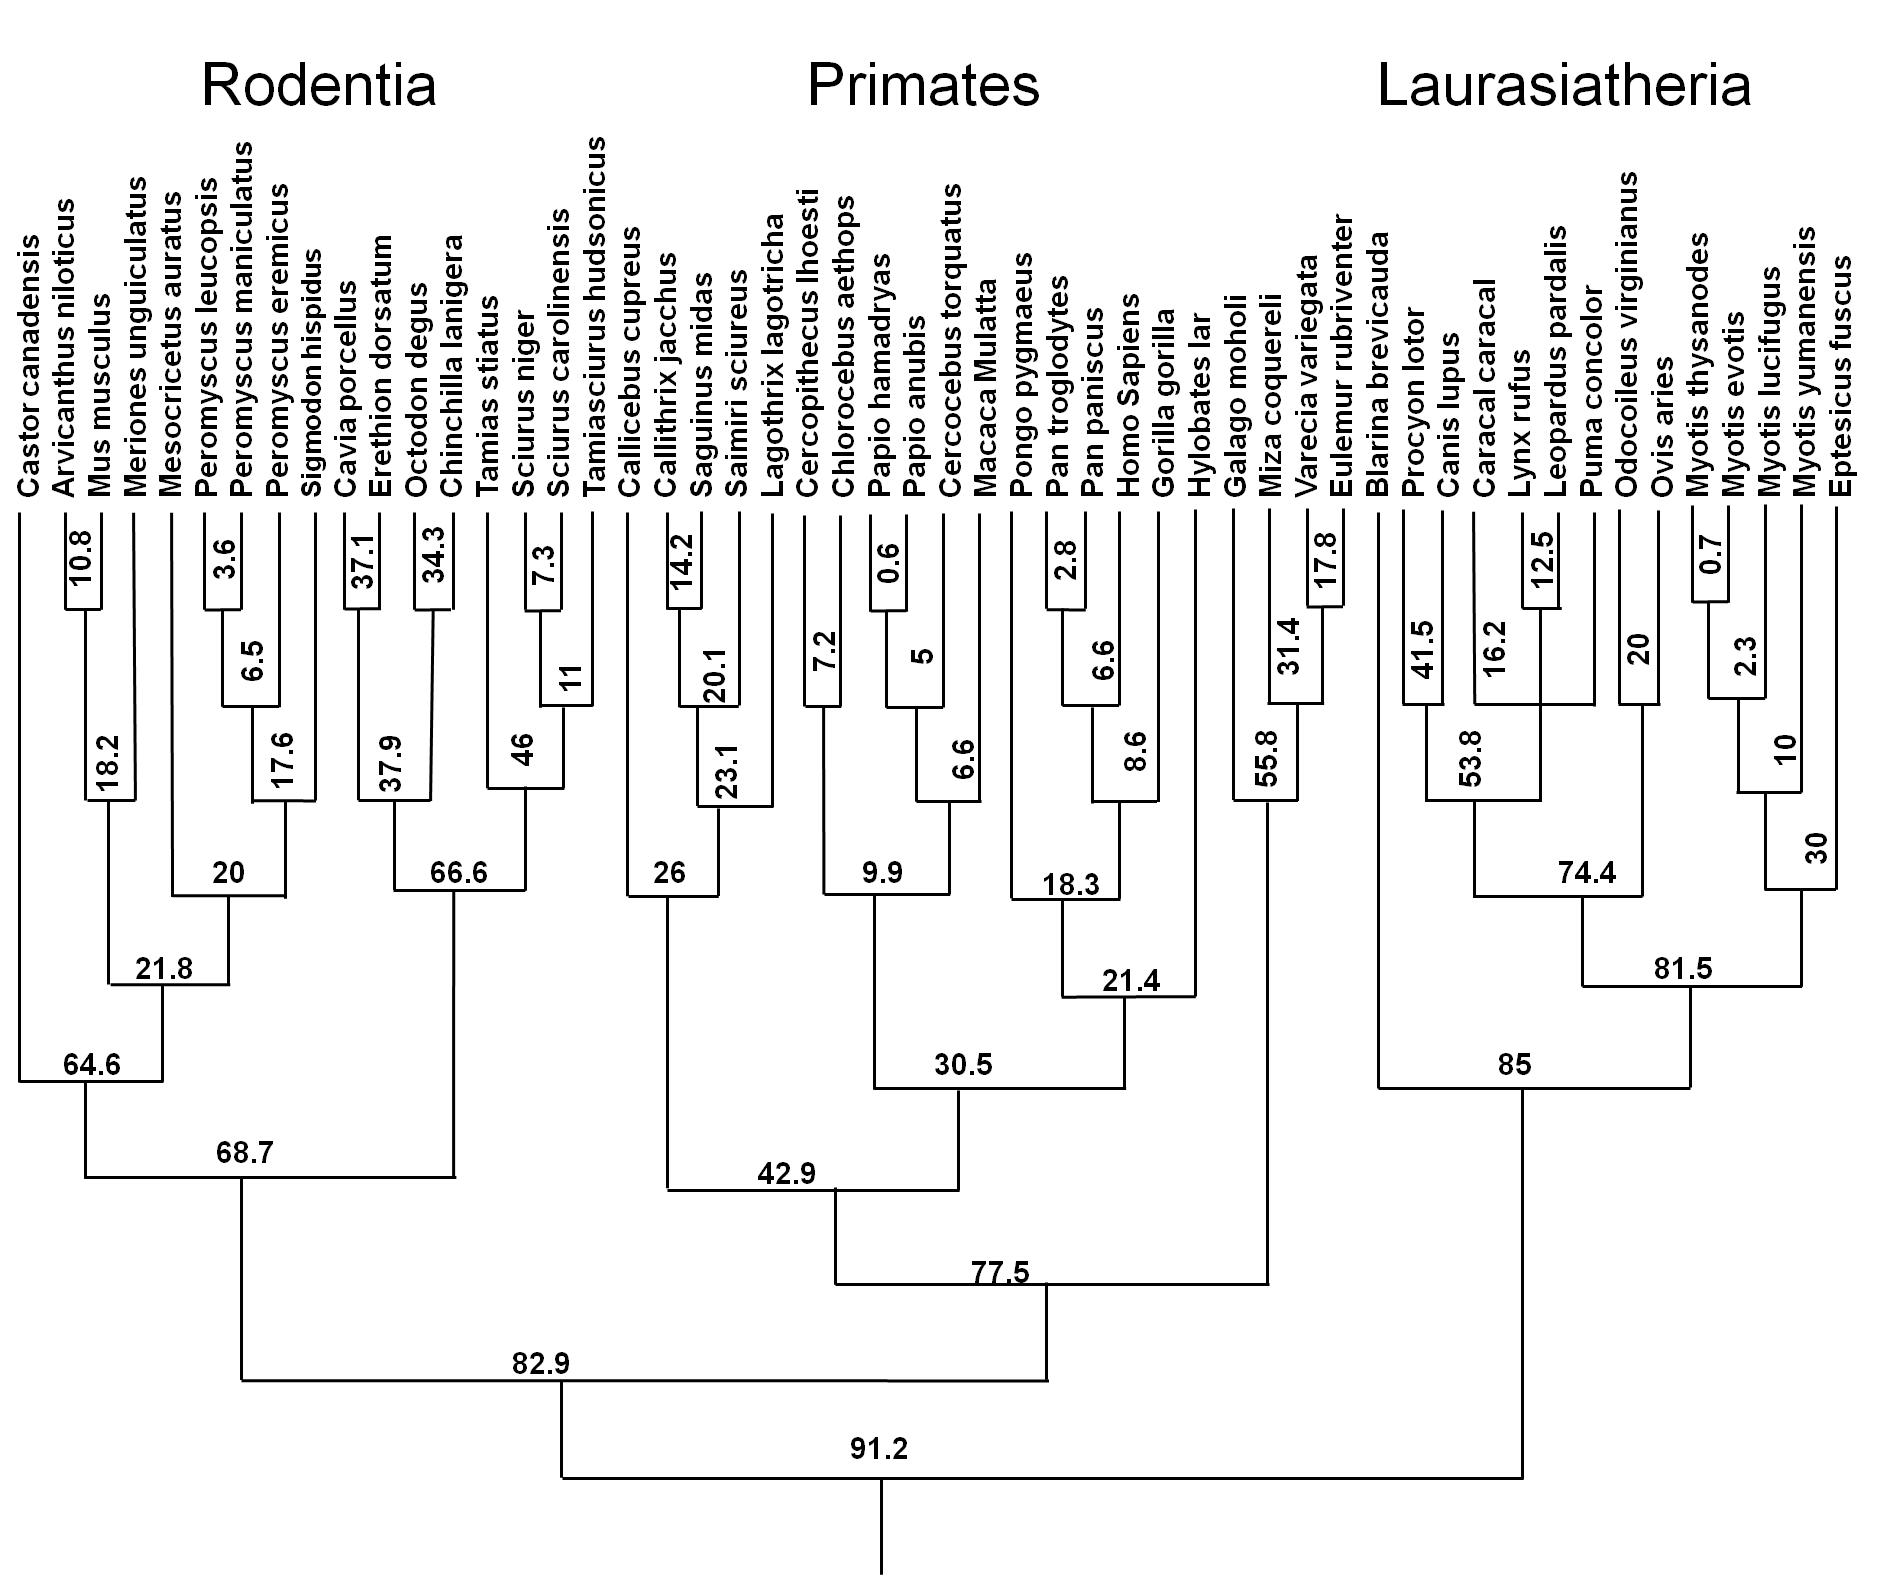 Rodentia
Primates
Laurasiatheria
Castor canadensis
Arvicanthus niloticus
Mus musculus
Meriones unguiculatus
Mesocricetus auratus
Peromyscus leucopsis
Peromyscus maniculatus
Peromyscus eremicus
Sigmodon hispidus
Cavia porcellus
Erethion dorsatum
Octodon degus
Chinchilla lanigera
Tamias stiatus
Sciurus niger
Sciurus carolinensis
Tamiasciurus hudsonicus
Callicebus cupreus
Callithrix jacchus
Saguinus midas
Saimiri sciureus
Lagothrix lagotricha
Cercopithecus lhoesti
Chlorocebus aethops
Papio hamadryas
Papio anubis
Cercocebus torquatus
Macaca Mulatta
Pongo pygmaeus
Pan troglodytes
Pan paniscus
Homo Sapiens
Gorilla gorilla
Hylobates lar
Galago moholi
Miza coquereli
Varecia variegata
Eulemur rubriventer
Blarina brevicauda
Procyon lotor
Canis lupus
Caracal caracal
Lynx rufus
Leopardus pardalis
Puma concolor
Odocoileus virginianus
Ovis aries
Myotis thysanodes
Myotis evotis
Myotis lucifugus
Myotis yumanensis
Eptesicus fuscus
10.8
3.6
37.1
34.3
7.3
14.2
0.6
2.8
17.8
12.5
0.7
6.5
11
20.1
7.2
5
6.6
31.4
41.5
16.2
20
2.3
18.2
17.6
37.9
46
23.1
6.6
8.6
55.8
53.8
10
20
66.6
26
9.9
18.3
74.4
30
21.8
21.4
81.5
64.6
30.5
85
68.7
42.9
77.5
82.9
91.2